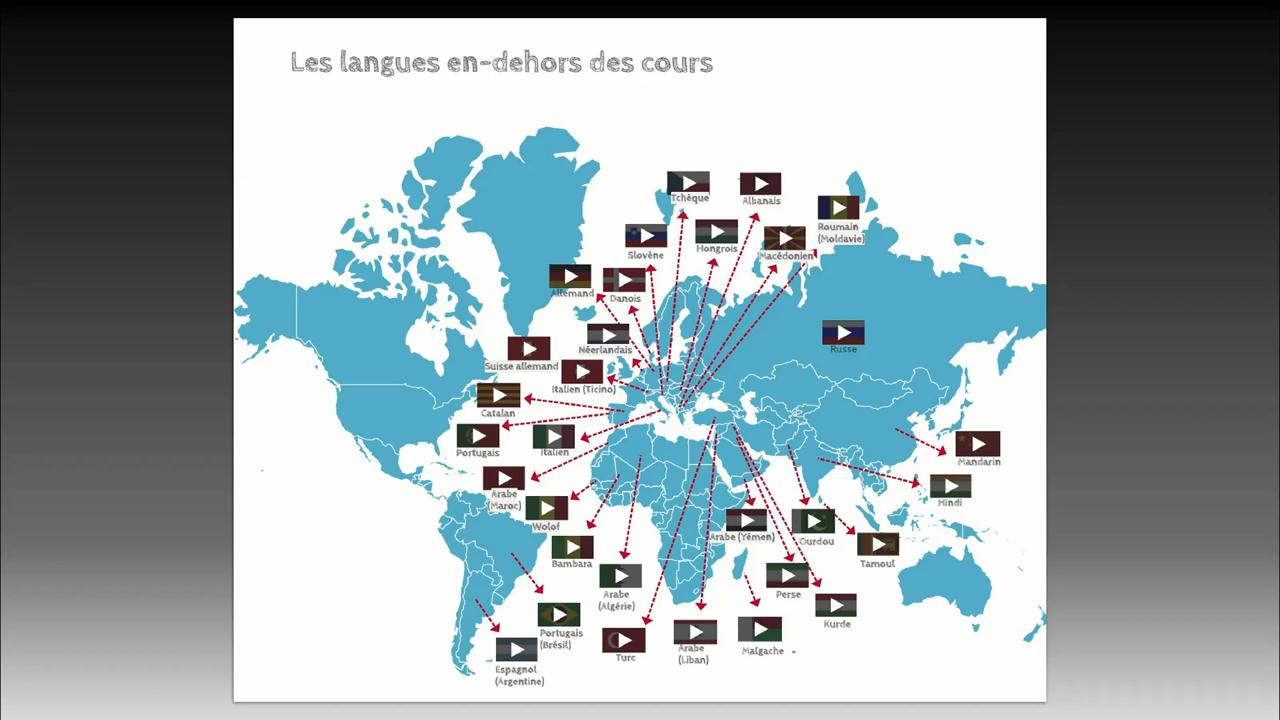 Les langues en-dehors des cours
Tchèque
Albanais
Roumain
(Moldavie)
Slovène
Hongrois
Macédonien
Allemand
Danois
Néerlandais
Russe
Suisse allemand
Italien (Ticino)
Catalan
Portugais
Italien
Mandarin
Arabe
(Maroc)
Hindi
Wolof
Arabe (Yémen)
Ourdou
Bambara
Tamoul
Arabe
(Algérie)
Perse
Kurde
Portugais
(Brésil)
Turc
Arabe
(Liban)
Malgache
Espagnol
(Argentine)